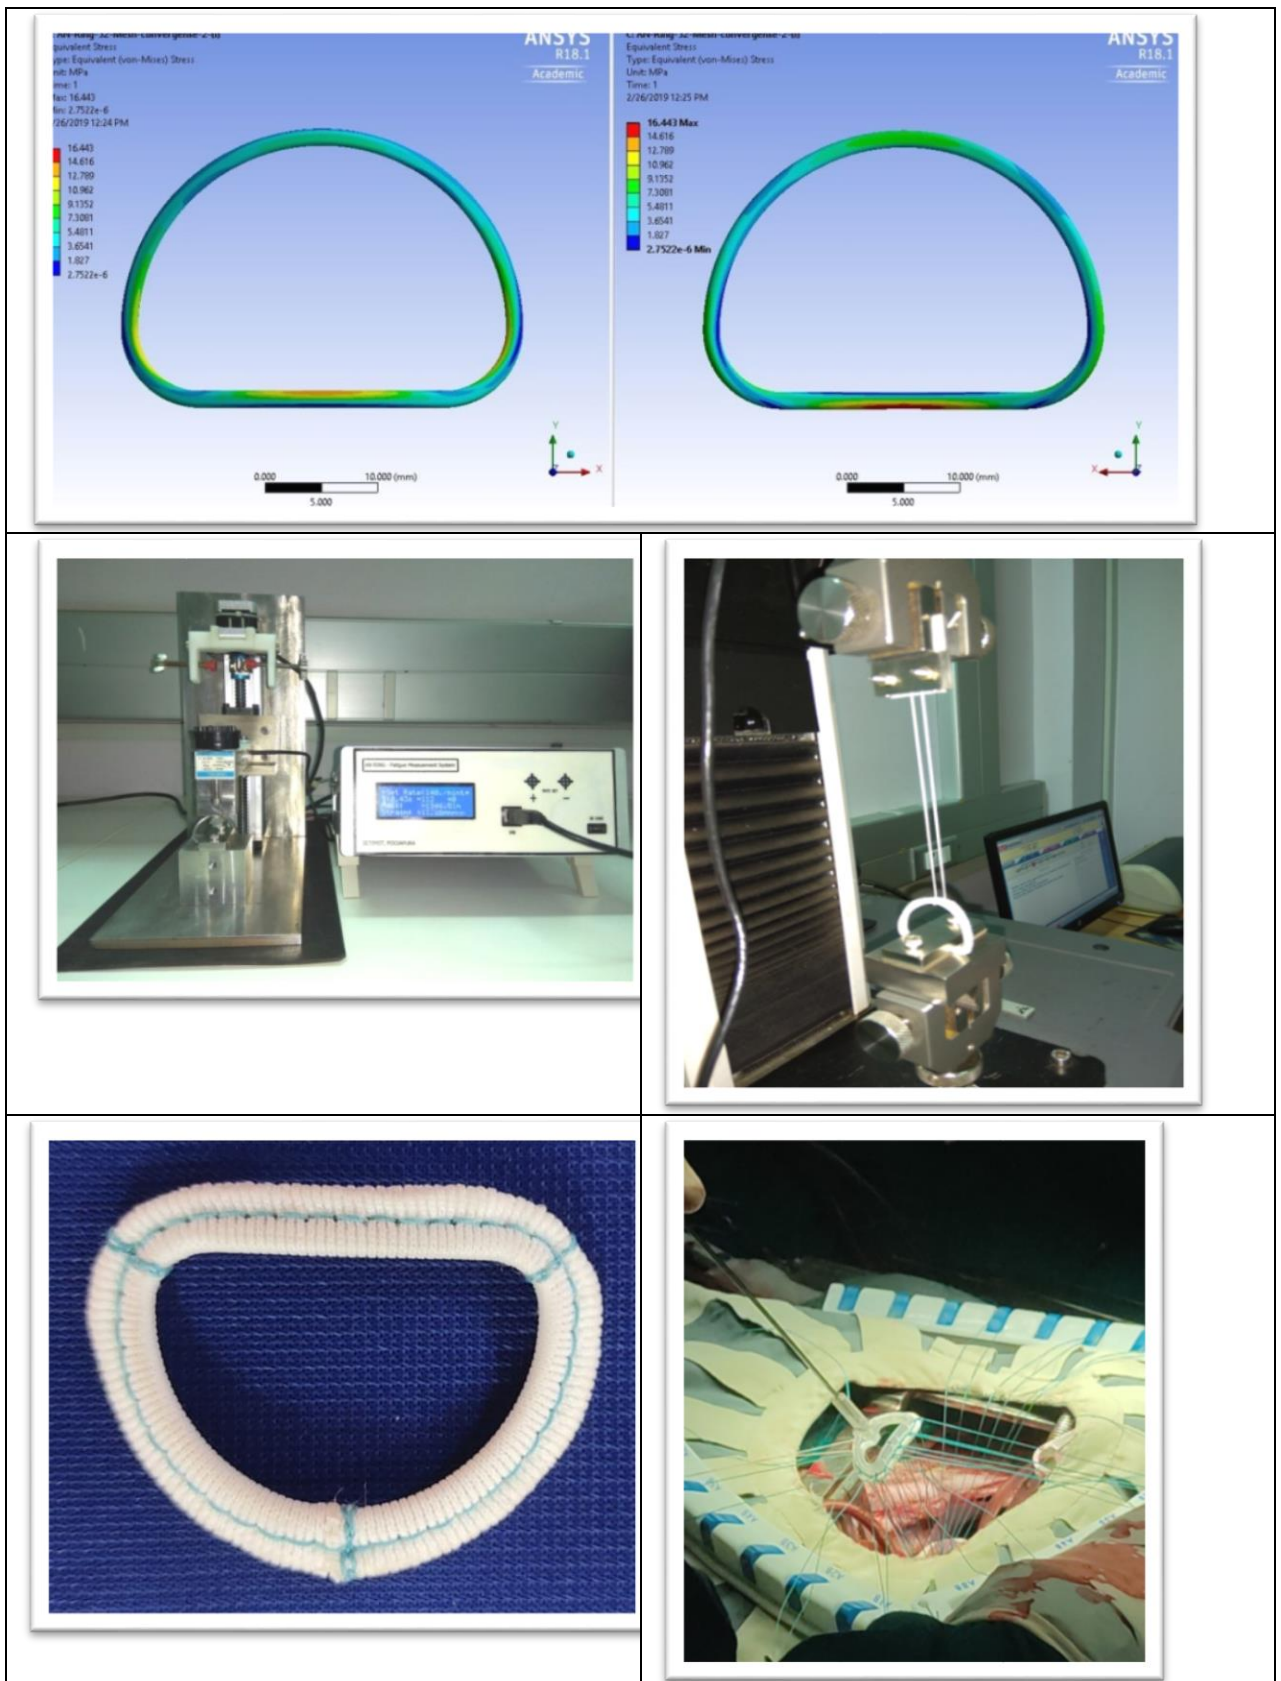 Equivalent Stress
Type: Equivalent (von-Mises) Stress
Unit: MPa
Time: 1
Max: 16.443
Min: 2.7522e-6
2/26/2019 12:24 PM
16.443
14.616
12.789
10.962
9.1352
7.3081
5.4811
3.6541
1.827
2.7522e-6
ANSYS
R18.1
Academic
Y
X
0.000 10.000 (mm)
5.000
Equivalent Stress
Type: Equivalent (von-Mises) Stress
Unit: MPa
Time: 1
2/26/2019 12:25 PM
16.443 Max
14.616
12.789
10.962
9.1352
7.3081
5.4811
3.6541
1.827
2.7522e-6 Min
ANSYS
R18.1
Academic
Y
X
0.000 10.000 (mm)
5.000
Fatigue Measurement System
+ -